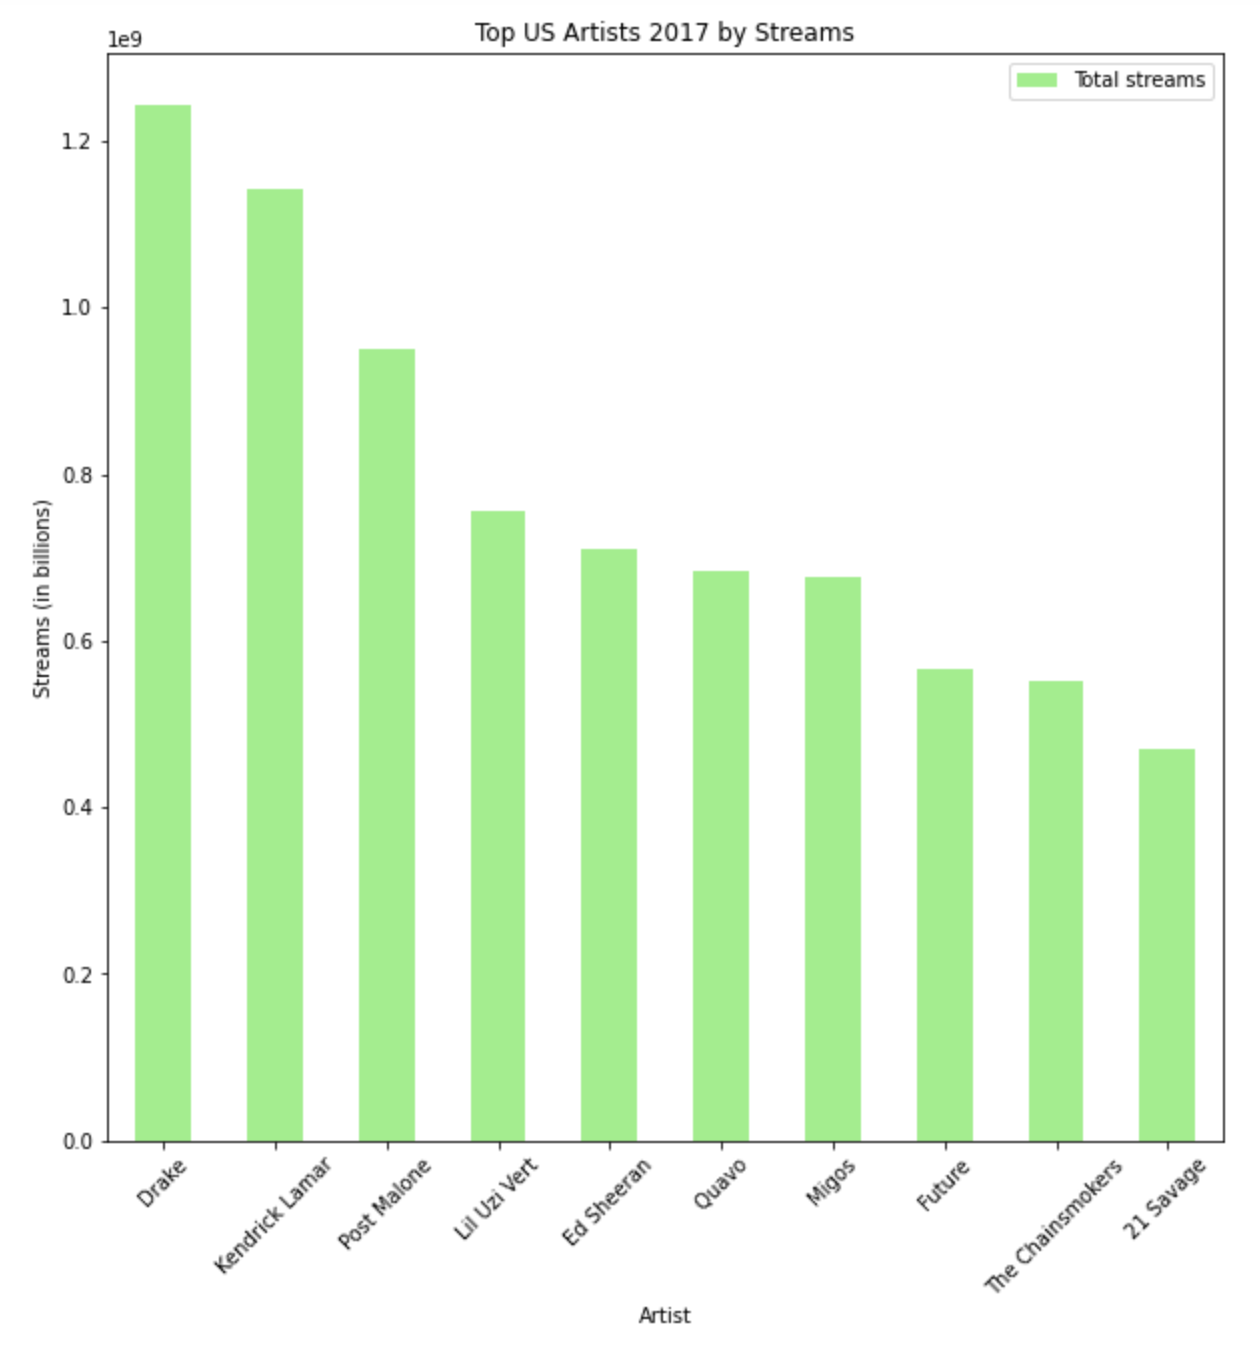 Top US Artists 2017 by Streams
1e9
Total streams
1.2
1.0
0.8
0.6
0.4
0.2
0.0
Streams (in billions)
Drake
Kendrick Lamar
Post Malone
Lil Uzi Vert
Ed Sheeran
Quavo
Migos
Future
The Chainsmokers
21 Savage
Artist